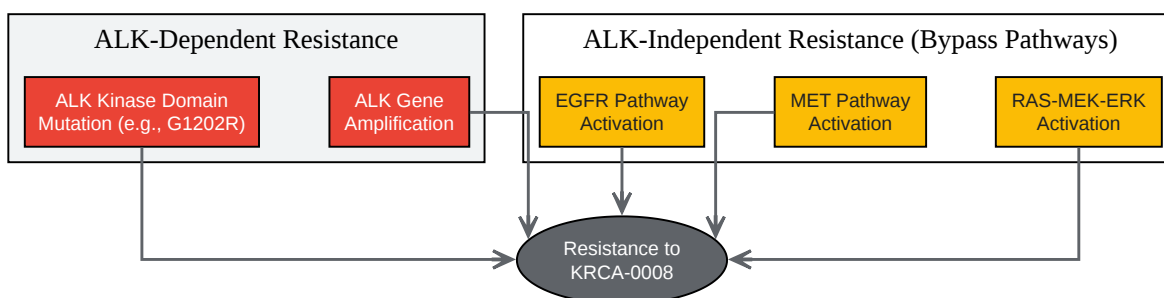 ALK-Dependent Resistance
ALK-Independent Resistance (Bypass Pathways)
ALK Kinase Domain
Mutation (e.g., G1202R)
ALK Gene
Amplification
EGFR Pathway
Activation
MET Pathway
Activation
RAS-MEK-ERK
Activation
Resistance to
KRCA-0008